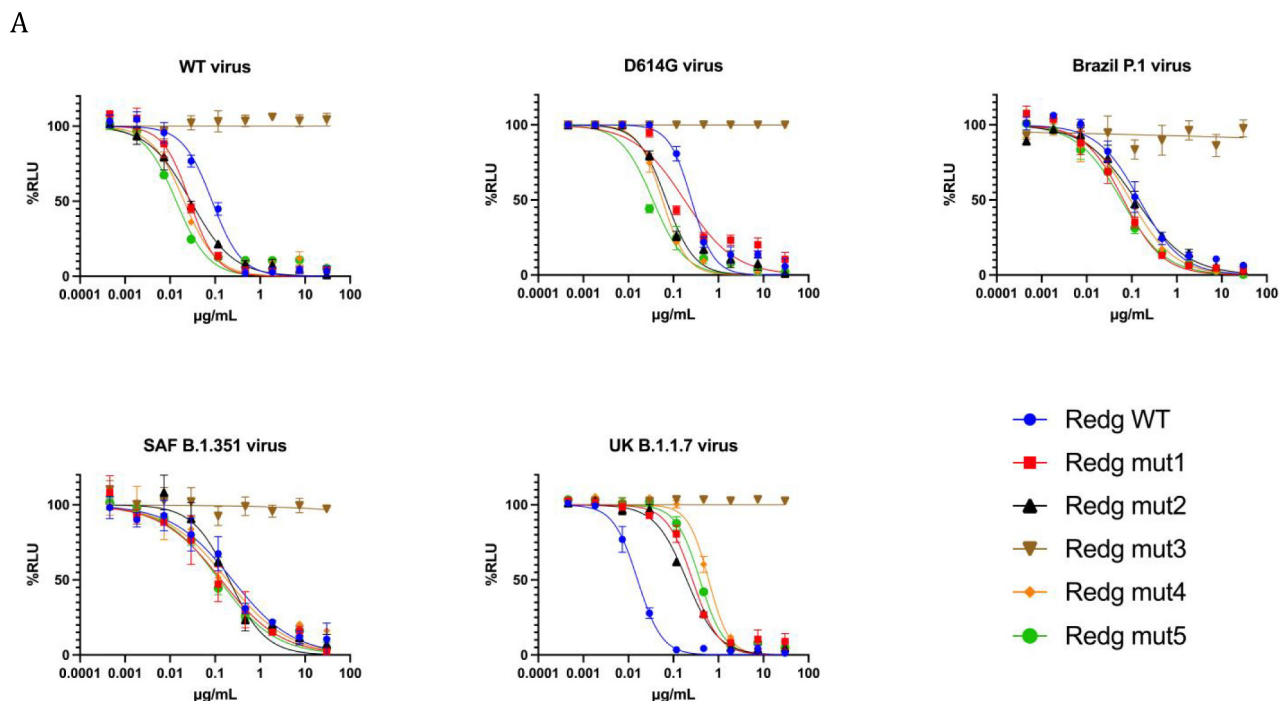 A
WT virus
D614G virus
Brazil P.1 virus
%RLU
100
50
0
0.0001 0.001 0.01 0.1 1 10 100
µg/mL
%RLU
100
50
0
0.0001 0.001 0.01 0.1 1 10 100
µg/mL
%RLU
100
50
0
0.0001 0.001 0.01 0.1 1 10 100
µg/mL
SAF B.1.351 virus
UK B.1.1.7 virus
%RLU
100
50
0
0.0001 0.001 0.01 0.1 1 10 100
µg/mL
%RLU
100
50
0
0.0001 0.001 0.01 0.1 1 10 100
µg/mL
Redg WT
Redg mut1
Redg mut2
Redg mut3
Redg mut4
Redg mut5